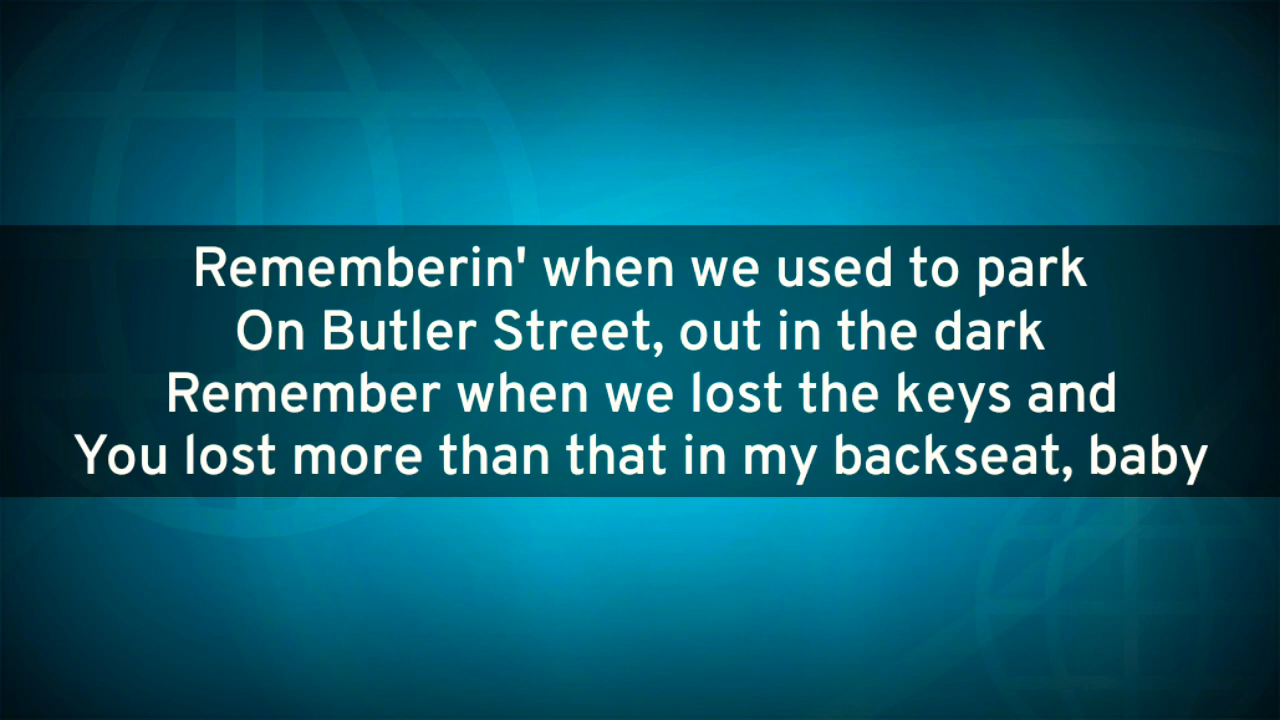 Rememberin' when we used to park
On Butler Street, out in the dark
Remember when we lost the keys and
You lost more than that in my backseat, baby